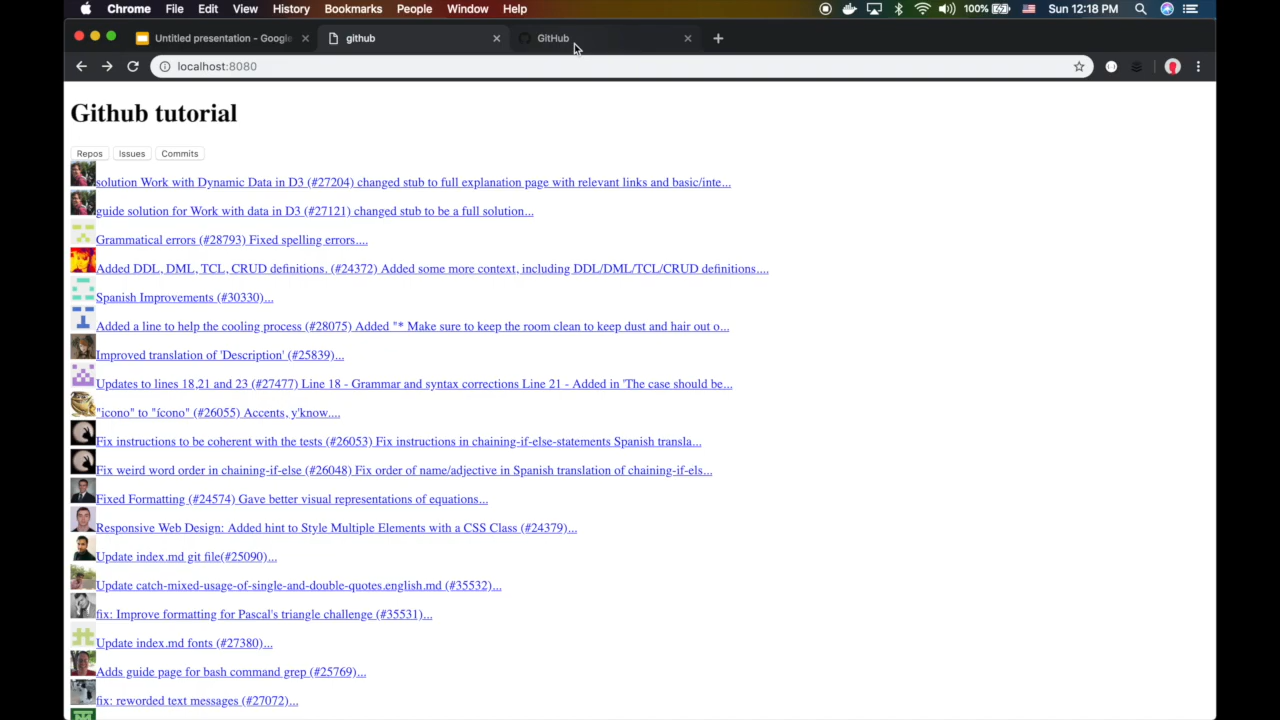 Chrome File Edit View History Bookmarks People Window Help 100% Sun 12:18 PM
Untitled presentation - Google github GitHub
localhost:8080
Github tutorial
Repos Issues Commits
solution Work with Dynamic Data in D3 (#27204) changed stub to full explanation page with relevant links and basic/inte...
guide solution for Work with data in D3 (#27121) changed stub to be a full solution...
Grammatical errors (#28793) Fixed spelling errors....
Added DDL, DML, TCL, CRUD definitions. (#24372) Added some more context, including DDL/DML/TCL/CRUD definitions....
Spanish Improvements (#30330)...
Added a line to help the cooling process (#28075) Added "* Make sure to keep the room clean to keep dust and hair out o...
Improved translation of 'Description' (#25839)...
Updates to lines 18,21 and 23 (#27477) Line 18 - Grammar and syntax corrections Line 21 - Added in 'The case should be...
"icono" to "ícono" (#26055) Accents, y'know....
Fix instructions to be coherent with the tests (#26053) Fix instructions in chaining-if-else-statements Spanish transla...
Fix weird word order in chaining-if-else (#26048) Fix order of name/adjective in Spanish translation of chaining-if-els...
Fixed Formatting (#24574) Gave better visual representations of equations...
Responsive Web Design: Added hint to Style Multiple Elements with a CSS Class (#24379)...
Update index.md git file(#25090)...
Update catch-mixed-usage-of-single-and-double-quotes.english.md (#35532)...
fix: Improve formatting for Pascal's triangle challenge (#35531)...
Update index.md fonts (#27380)...
Adds guide page for bash command grep (#25769)...
fix: reworded text messages (#27072)...